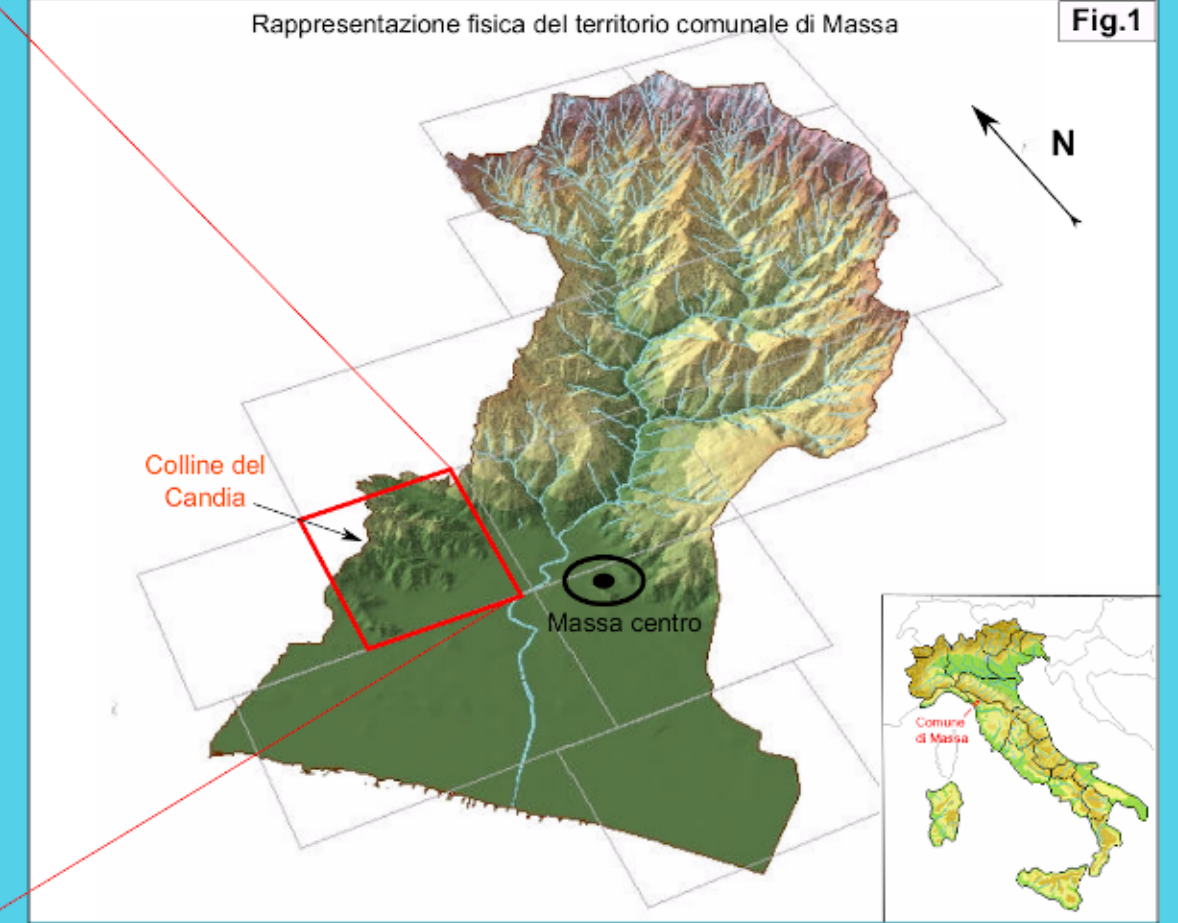 Rappresentazione fisica del territorio comunale di Massa
Fig.1
N
Colline del
Candia
Massa centro
Comune
di Massa